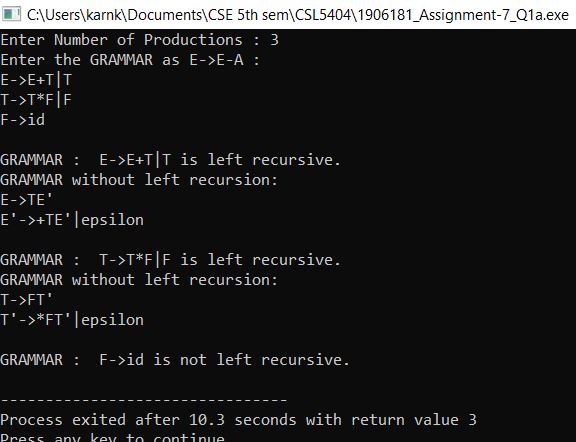 C:\Users\karnk\Documents\CSE 5th sem\CSL5404\1906181_Assignment-7_Q1a.exe
Enter Number of Productions : 3
Enter the GRAMMAR as E->E-A :
E->E+T|T
T->T*F|F
F->id
GRAMMAR :  E->E+T|T is left recursive.
GRAMMAR without left recursion:
E->TE'
E'->+TE'|epsilon
GRAMMAR :  T->T*F|F is left recursive.
GRAMMAR without left recursion:
T->FT'
T'->*FT'|epsilon
GRAMMAR :  F->id is not left recursive.
--------------------------------
Process exited after 10.3 seconds with return value 3
Press any key to continue